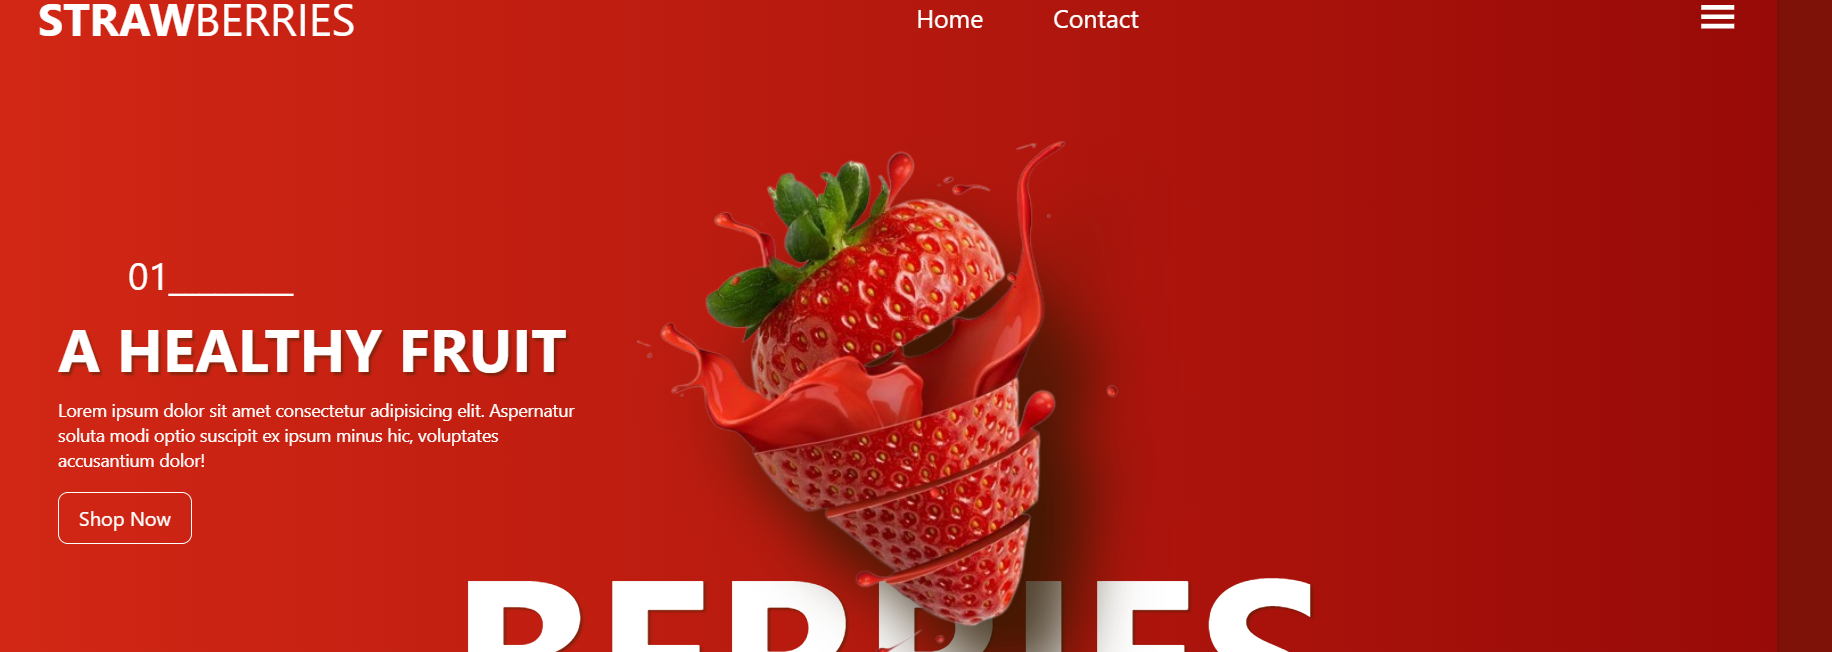 STRAWBERRIES
Home
Contact
01_______
A HEALTHY FRUIT
Lorem ipsum dolor sit amet consectetur adipisicing elit. Aspernatur
soluta modi optio suscipit ex ipsum minus hic, voluptates
accusantium dolor!
Shop Now
BERRIES